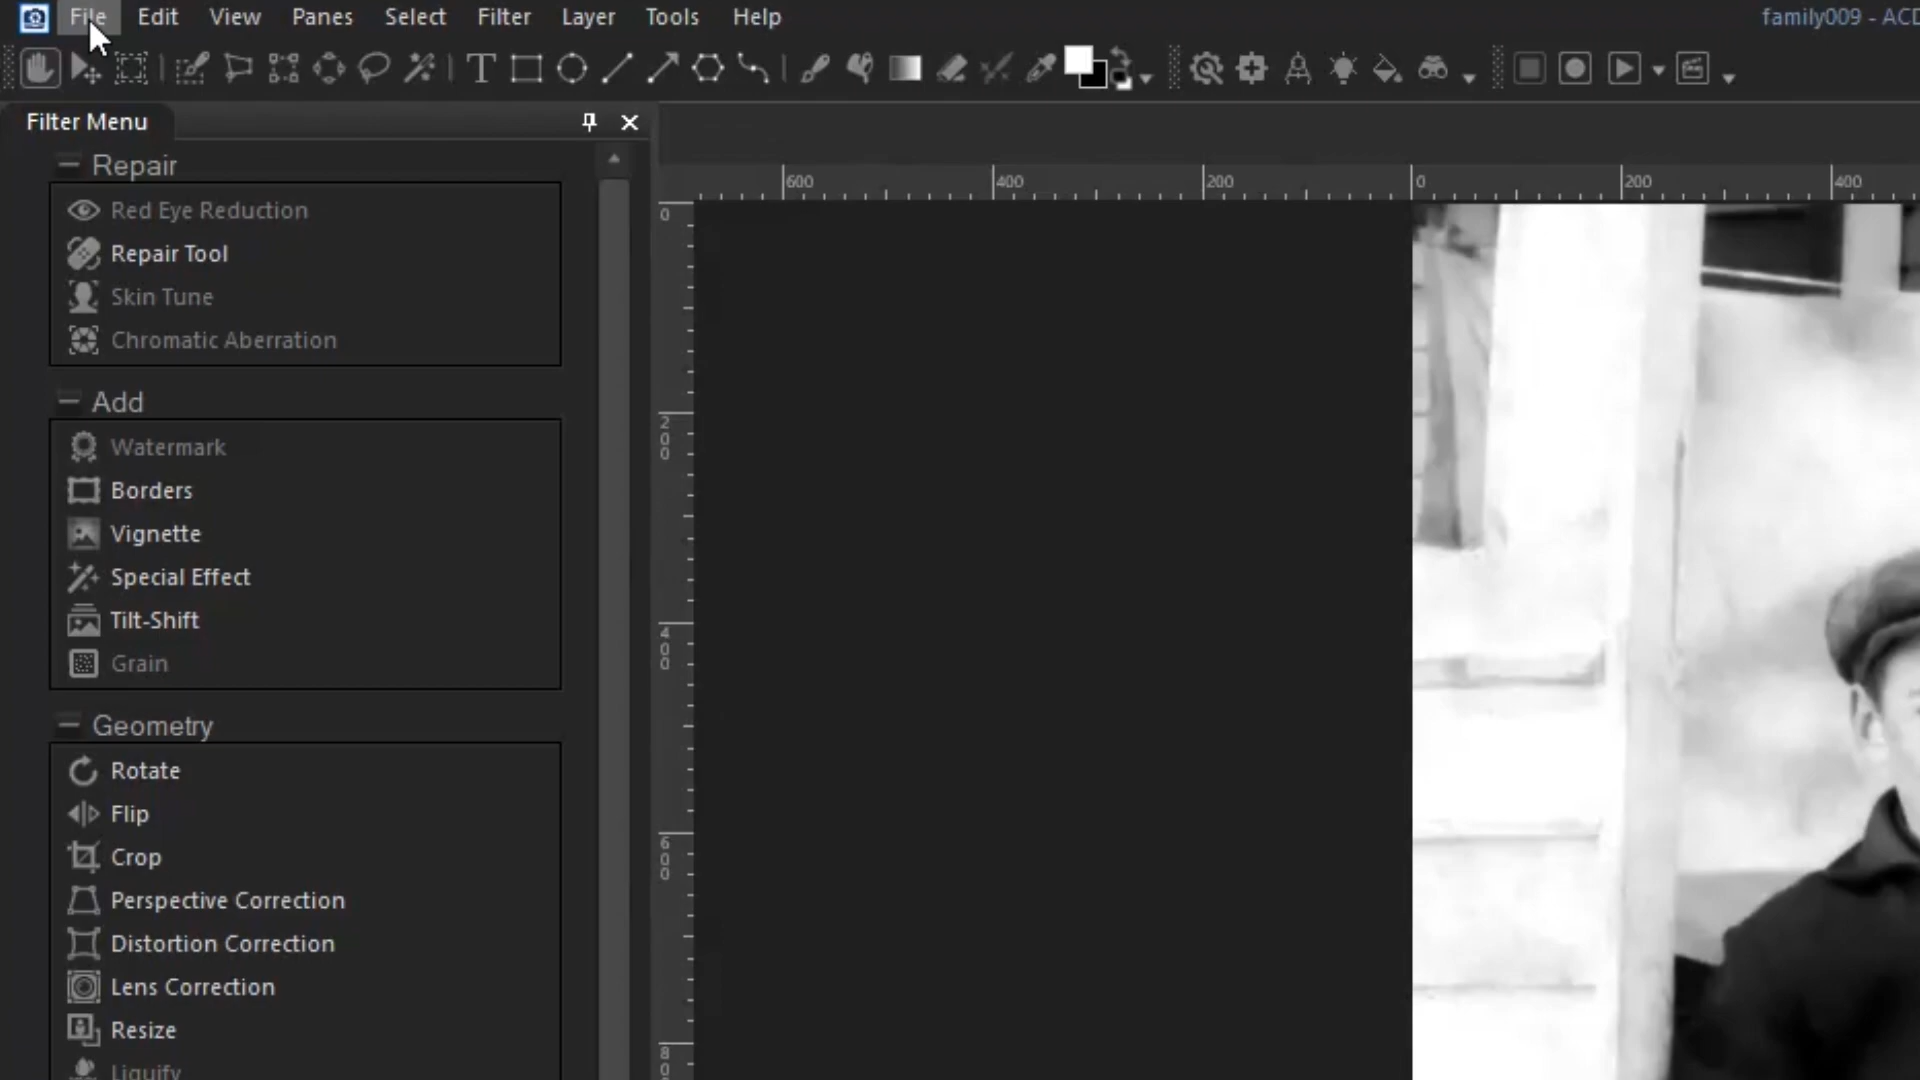 File Edit View Panes Select Filter Layer Tools Help
family009 - ACD
Filter Menu
Repair
Red Eye Reduction
Repair Tool
Skin Tune
Chromatic Aberration
Add
Watermark
Borders
Vignette
Special Effect
Tilt-Shift
Grain
Geometry
Rotate
Flip
Crop
Perspective Correction
Distortion Correction
Lens Correction
Resize
Liquify
600 400 200 0 200 400
0
200
400
600
80